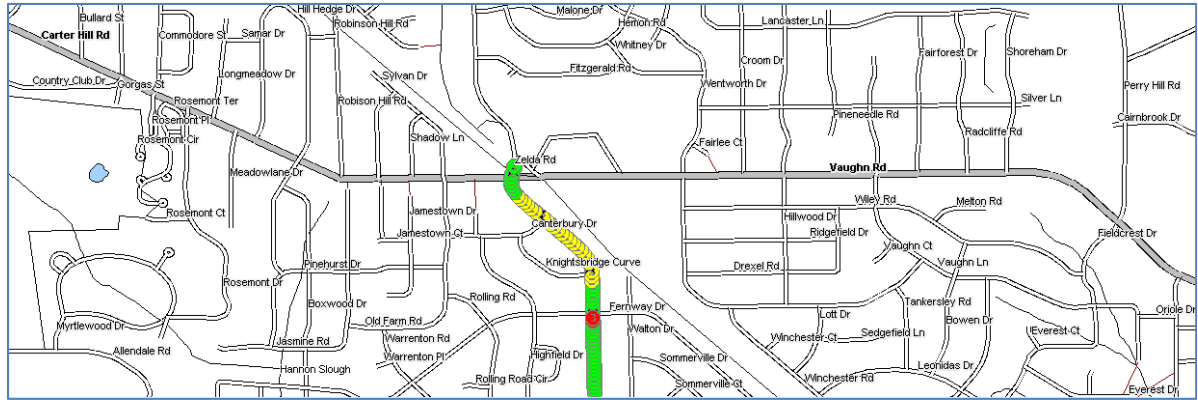 Bullard St
Hill Hedge Dr
Malone Dr
Carter Hill Rd
Commodore St
Samar Dr
Robinson Hill Rd
Hernon Rd
Lancaster Ln
Whitney Dr
Fairforest Dr
Shoreham Dr
Country Club Dr
Gorgas St
Longmeadow Dr
Sylvan Dr
Fitzgerald Rd
Croom Dr
Wentworth Dr
Perry Hill Rd
Rosemont Ter
Robison Hill Rd
Silver Ln
Rosemont Pl
Pineneedle Rd
Cairnbrook Dr
Rosemont Cir
Shadow Ln
Radcliffe Rd
Fairlee Ct
Zelda Rd
Vaughn Rd
Meadowlane Dr
Rosemont Ct
Jamestown Dr
Canterbury Dr
Hillwood Dr
Wiley Rd
Melton Rd
Jamestown Ct
Ridgefield Dr
Fieldcrest Dr
Vaughn Ct
Pinehurst Dr
Knightsbridge Curve
Drexel Rd
Vaughn Ln
Rosemont Dr
Boxwood Dr
Rolling Rd
Fernway Dr
Tankersley Rd
Oriole Dr
Myrtlewood Dr
Old Farm Rd
3
Lott Dr
Bowen Dr
Jasmine Rd
Warrenton Rd
Walton Dr
Winchester Ct
Sedgefield Ln
Everest Ct
Allendale Rd
Warrenton Pl
Highfield Dr
Sommerville Dr
Leonidas Dr
Hannon Slough
Rolling Road Cir
Sommerville Ct
Winchester Rd
Everest Dr